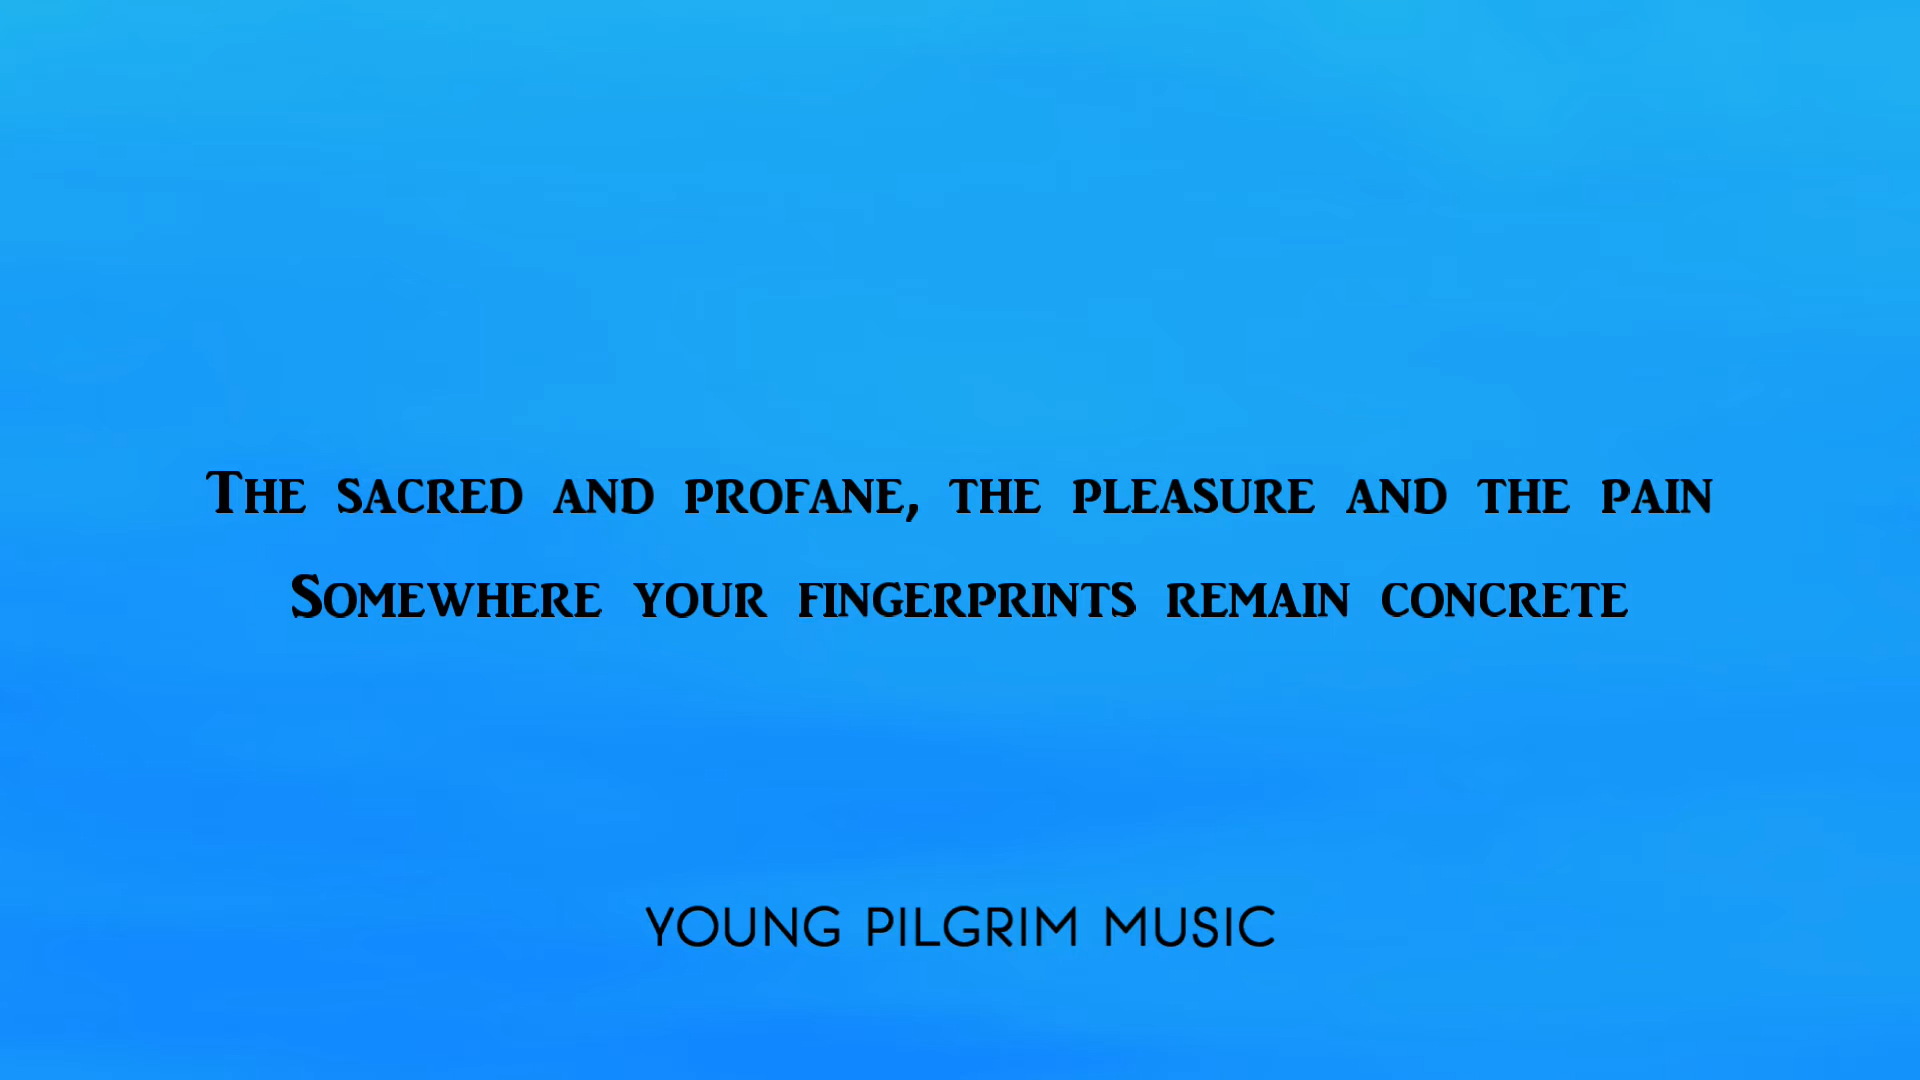 The sacred and profane, the pleasure and the pain
Somewhere your fingerprints remain concrete
YOUNG PILGRIM MUSIC